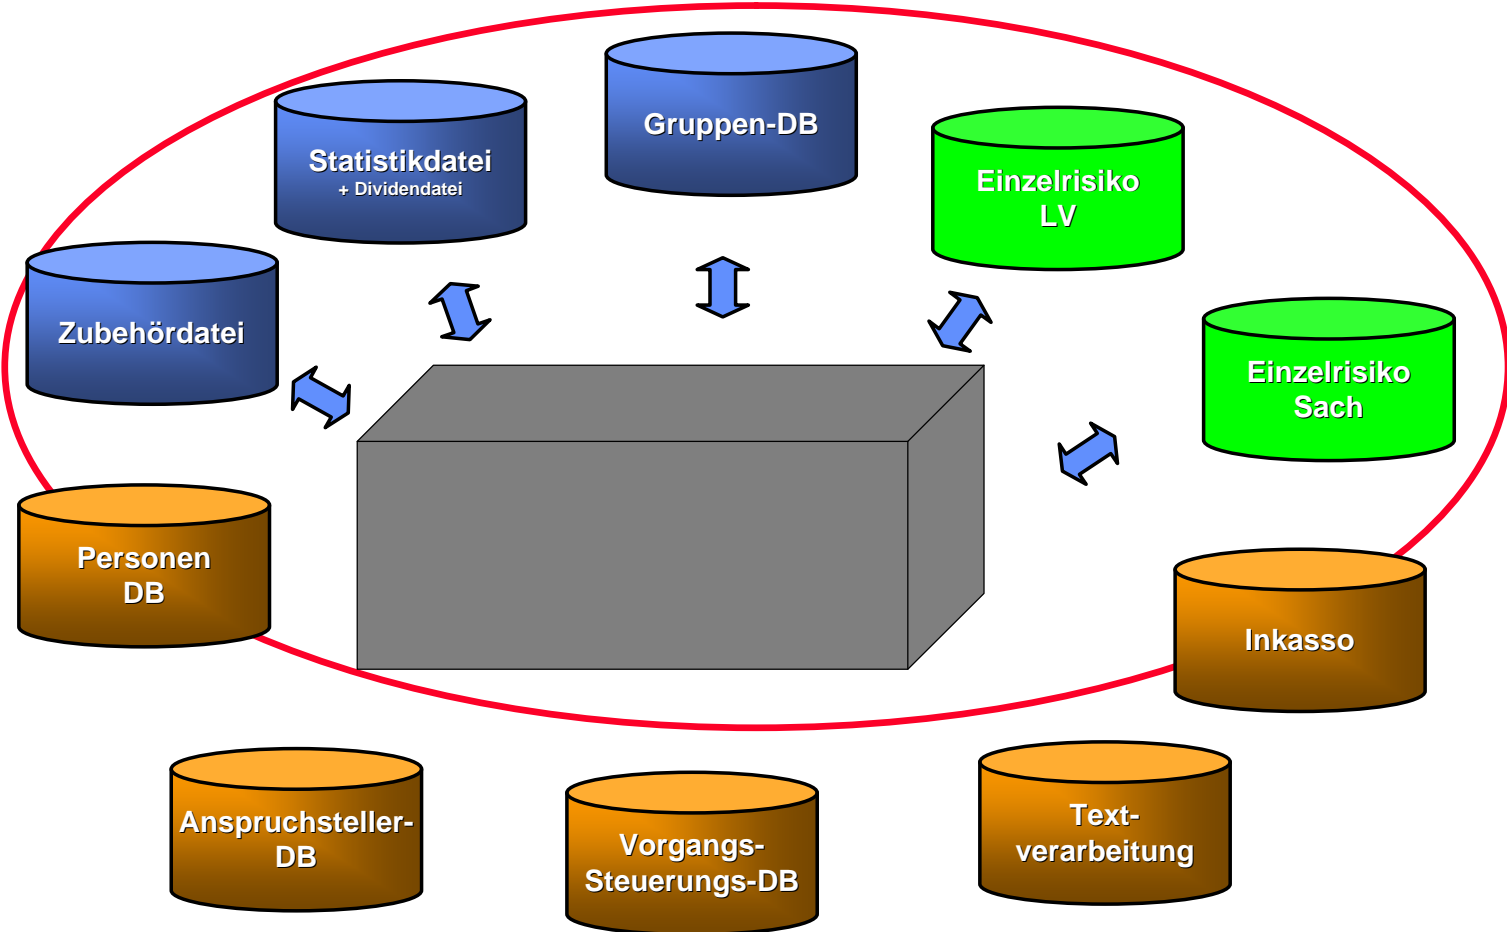 Gruppen-DB
Statistikdatei
+ Dividendatei
Einzelrisiko
LV
Zubehördatei
Einzelrisiko
Sach
Personen
DB
Inkasso
Anspruchsteller-
DB
Vorgangs-
Steuerungs-DB
Text-
verarbeitung